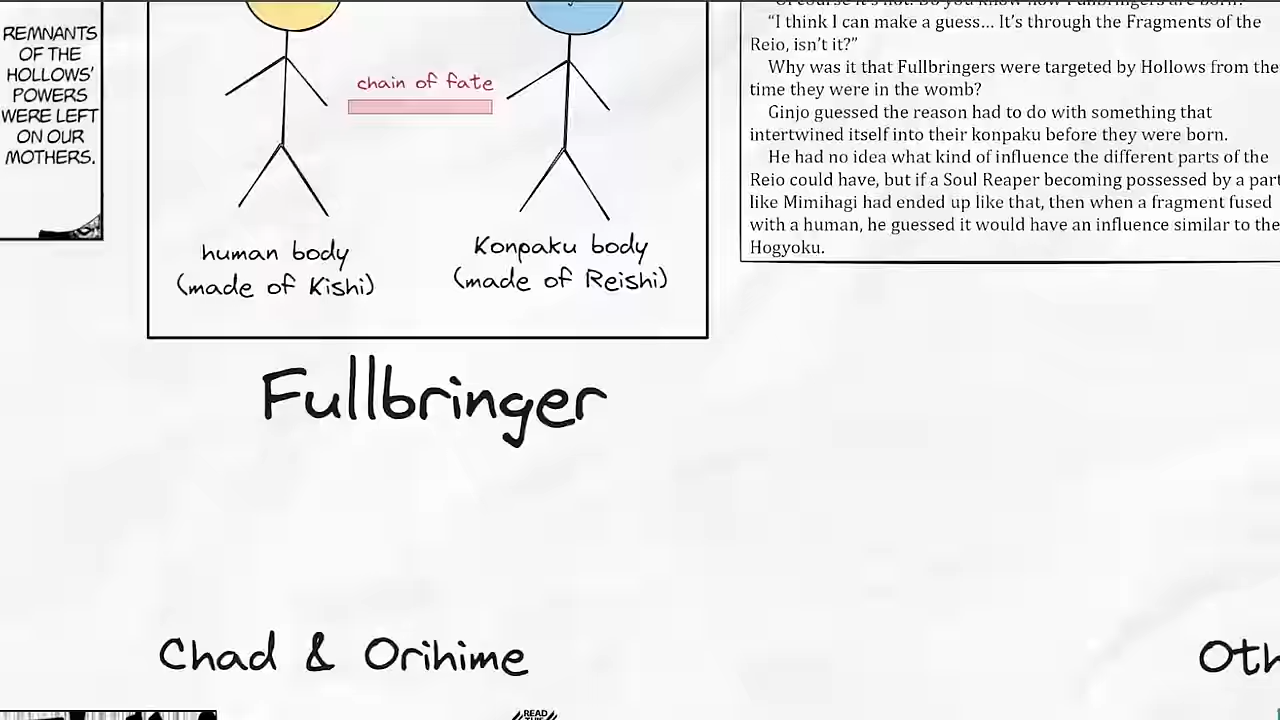 REMNANTS
OF THE
HOLLOWS'
POWERS
WERE LEFT
ON OUR
MOTHERS.
chain of fate
human body
(made of Kishi)
Konpaku body
(made of Reishi)
"I think I can make a guess... It's through the Fragments of the
Reio, isn't it?"
Why was it that Fullbringers were targeted by Hollows from the
time they were in the womb?
Ginjo guessed the reason had to do with something that
intertwined itself into their konpaku before they were born.
He had no idea what kind of influence the different parts of the
Reio could have, but if a Soul Reaper becoming possessed by a part
like Mimihagi had ended up like that, then when a fragment fused
with a human, he guessed it would have an influence similar to the
Hogyoku.
Fullbringer
Chad & Orihime
Oth
READ